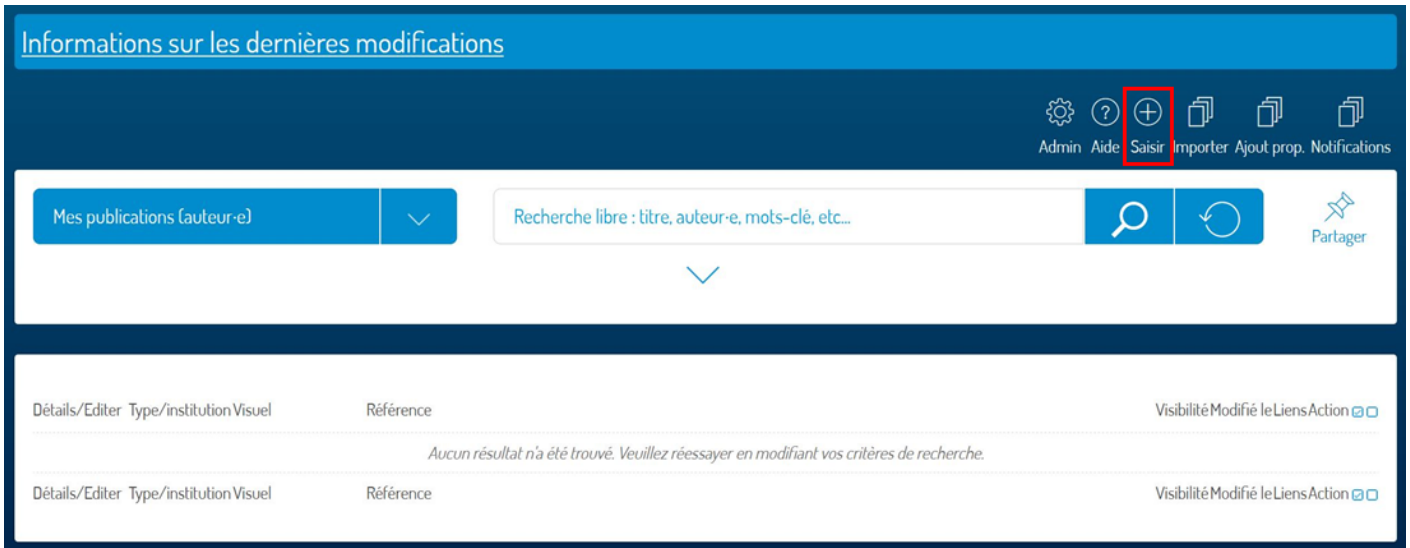 Informations sur les dernières modifications
Admin Aide Saisir Importer Ajout prop. Notifications
Mes publications (auteur·e)
Recherche libre : titre, auteur·e, mots-clé, etc...
Partager
Détails/Editer Type/institution Visuel Référence Visibilité Modifié le Liens Action
Aucun résultat n'a été trouvé. Veuillez réessayer en modifiant vos critères de recherche.
Détails/Editer Type/institution Visuel Référence Visibilité Modifié le Liens Action